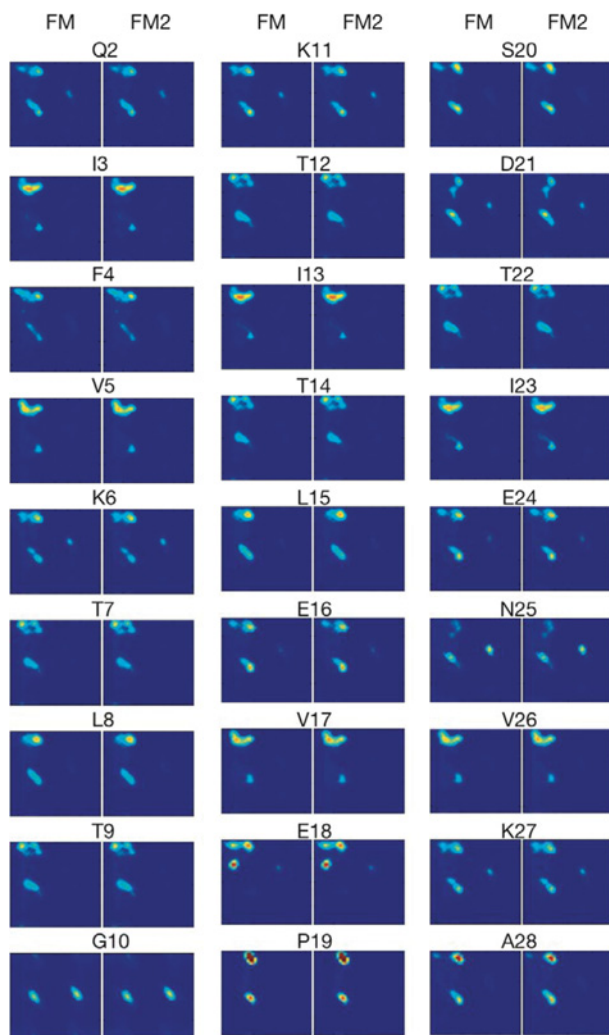 FM FM2 FM FM2 FM FM2
Q2 K11 S20
I3 T12 D21
F4 I13 T22
V5 T14 I23
K6 L15 E24
T7 E16 N25
L8 V17 V26
T9 E18 K27
G10 P19 A28